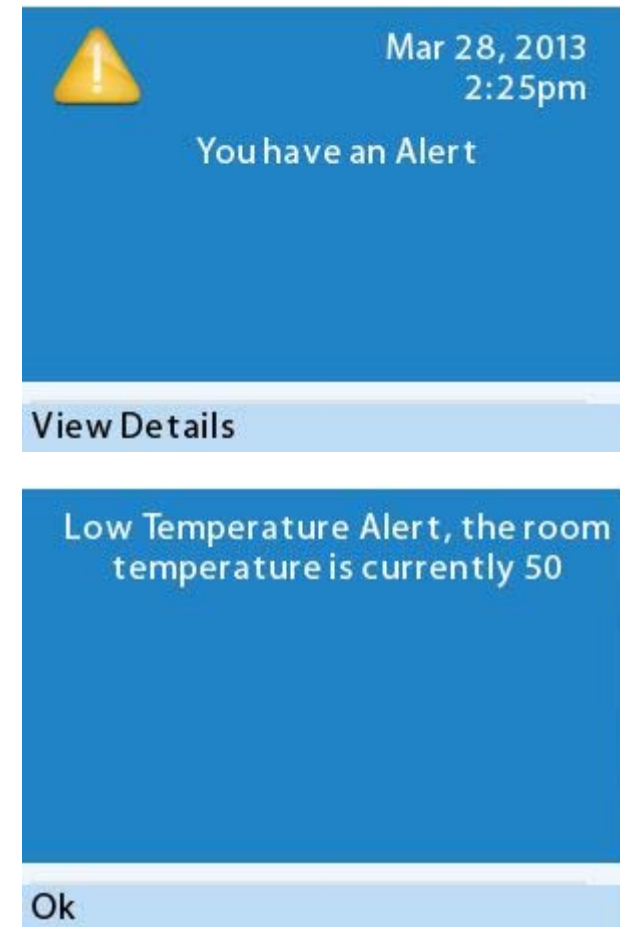 Mar 28, 2013
2:25pm
You have an Alert
View Details
Low Temperature Alert, the room
temperature is currently 50
Ok